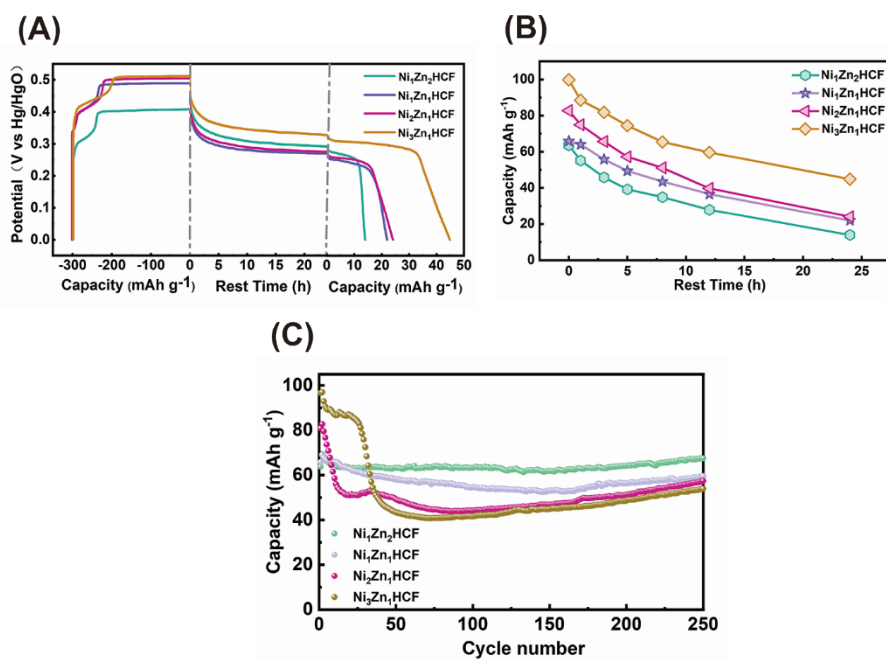 (A)
Potential（V vs Hg/HgO）
0.5
0.4
0.3
0.2
0.1
0.0
Ni1Zn2HCF
Ni1Zn1HCF
Ni2Zn1HCF
Ni3Zn1HCF
-300 -200 -100 0 5 10 15 20 0 10 20 30 40 50
Capacity (mAh g-1) Rest Time (h) Capacity (mAh g-1)
(B)
Capacity (mAh g-1)
100
80
60
40
20
0
Ni1Zn2HCF
Ni1Zn1HCF
Ni2Zn1HCF
Ni3Zn1HCF
0 5 10 15 20 25
Rest Time (h)
(C)
Capacity (mAh g-1)
100
80
60
40
20
0
Ni1Zn2HCF
Ni1Zn1HCF
Ni2Zn1HCF
Ni3Zn1HCF
0 50 100 150 200 250
Cycle number